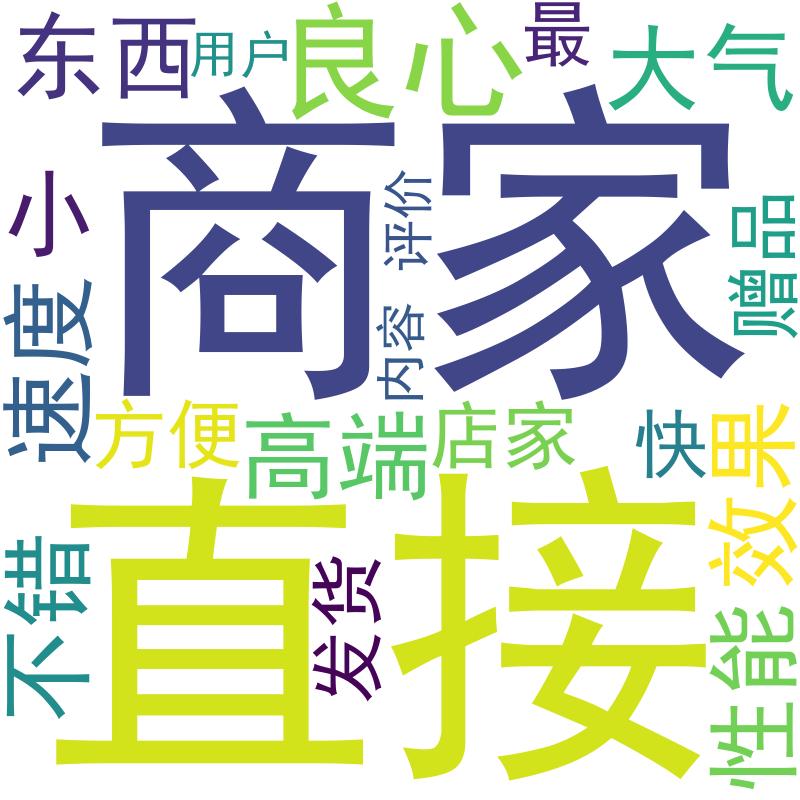 东西
用户
良心
最
大气
商家
小
评价
赠品
速度
内容
方便
高端
店家
快
效果
直接
不错
发货
性能